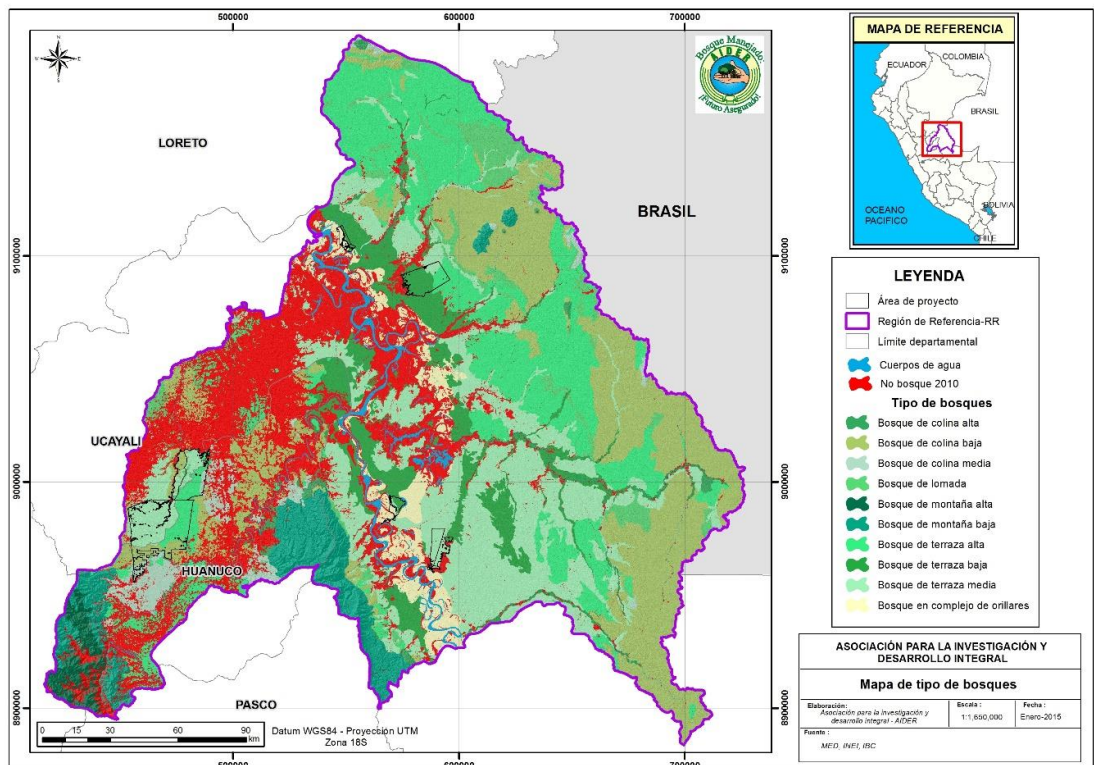 500000
600000
700000
9100000
9000000
8900000
9100000
9000000
8900000
500000
600000
700000
N
Bosque Manejado:
AIDER
¡Futuro Asegurado!
LORETO
BRASIL
UCAYALI
HUANUCO
PASCO
0 15 30 60 90
km
Datum WGS84 - Proyección UTM
Zona 18S
MAPA DE REFERENCIA
ECUADOR
COLOMBIA
BRASIL
OCEANO
PACIFICO
BOLIVIA
CHILE
LEYENDA
Área de proyecto
Región de Referencia-RR
Límite departamental
Cuerpos de agua
No bosque 2010
Tipo de bosques
Bosque de colina alta
Bosque de colina baja
Bosque de colina media
Bosque de lomada
Bosque de montaña alta
Bosque de montaña baja
Bosque de terraza alta
Bosque de terraza baja
Bosque de terraza media
Bosque en complejo de orillares
ASOCIACIÓN PARA LA INVESTIGACIÓN Y
DESARROLLO INTEGRAL
Mapa de tipo de bosques
Elaboración:
Asociación para la investigación y
desarrollo integral - AIDER
Escala :
1:1,650,000
Fecha :
Enero-2015
Fuente :
MED, INEI, IBC